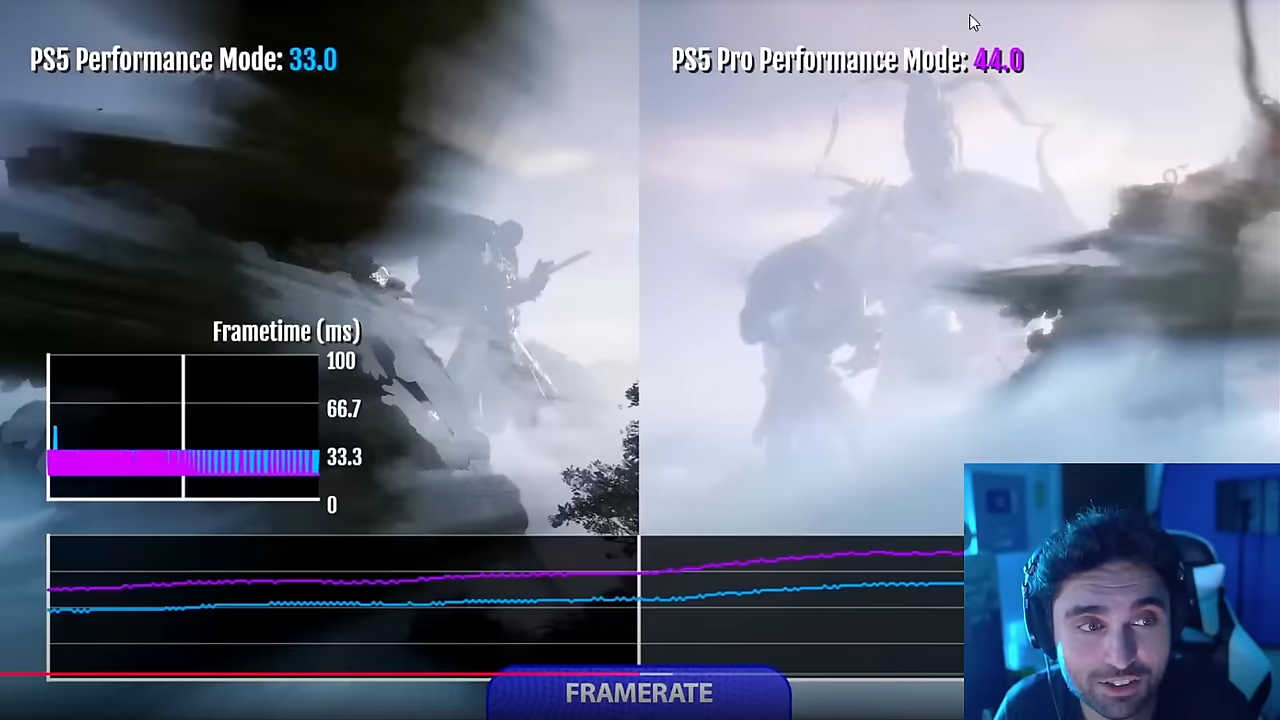 PS5 Performance Mode: 33.0
PS5 Pro Performance Mode: 44.0
Frametime (ms)
100
66.7
33.3
0
FRAMERATE